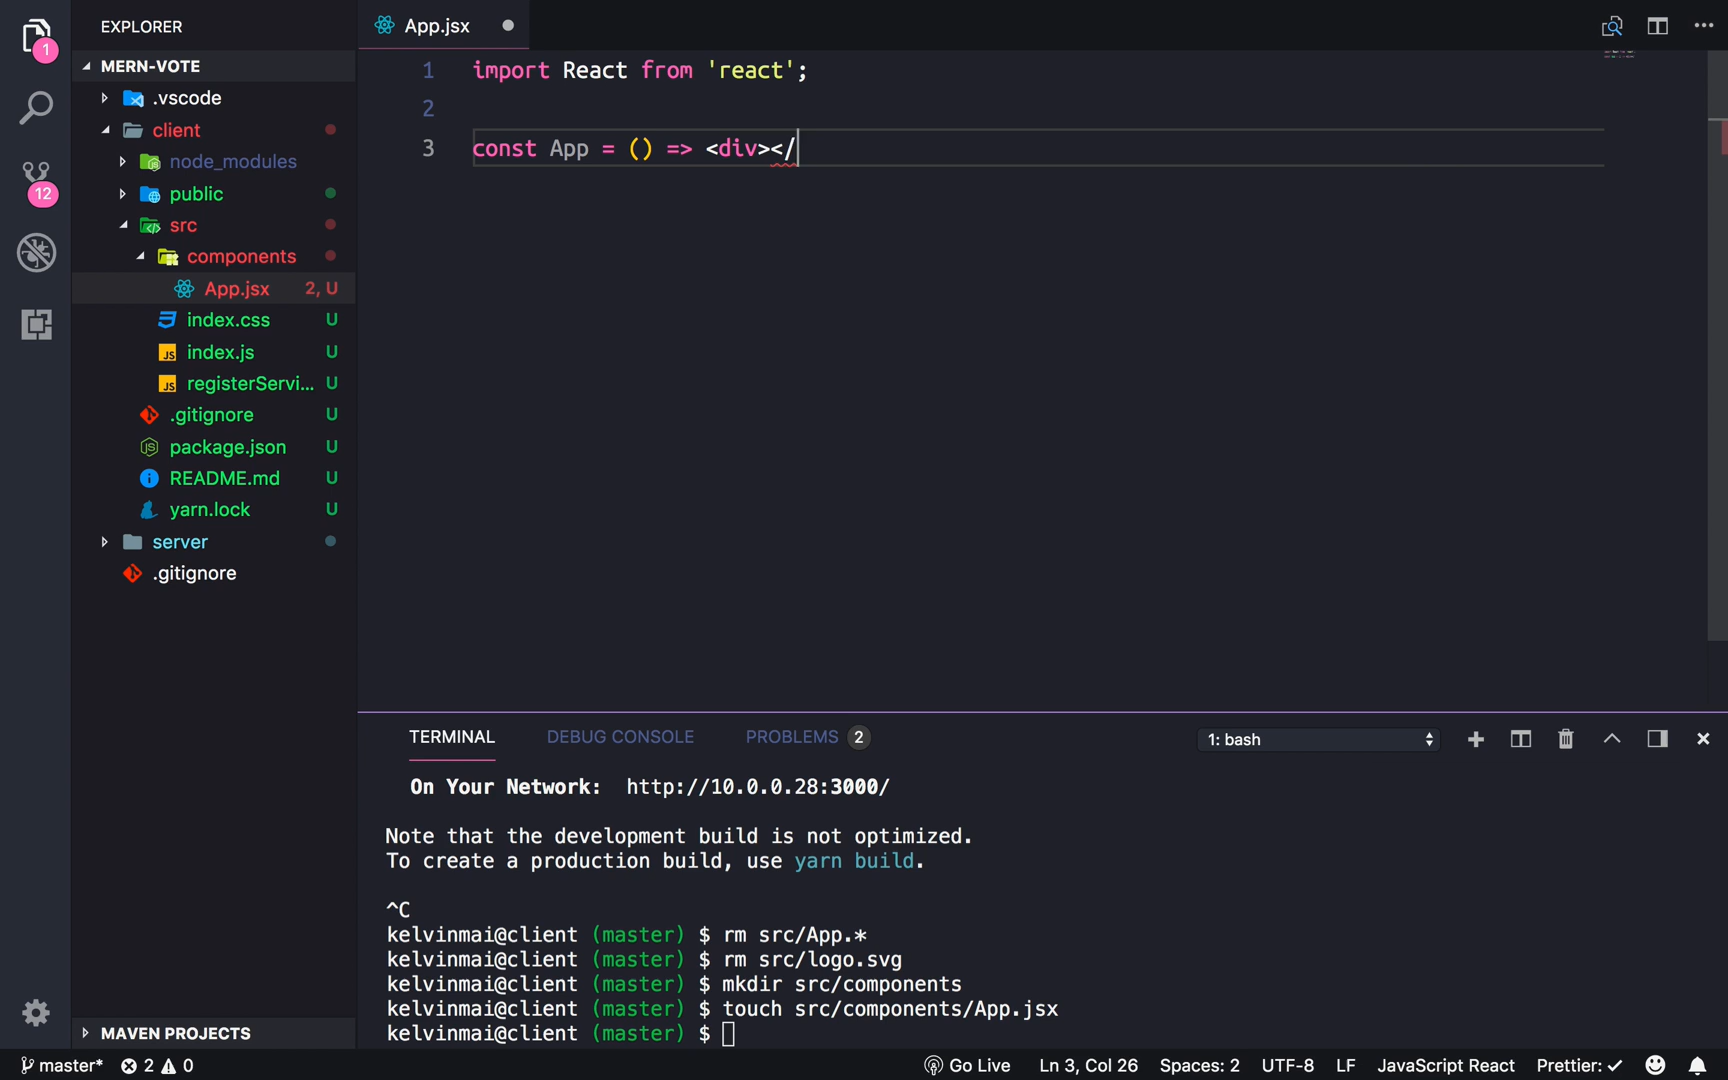 EXPLORER
App.jsx
1
MERN-VOTE
.vscode
client
node_modules
public
12
src
components
App.jsx 2, U
index.css U
index.js U
registerServi... U
.gitignore U
package.json U
README.md U
yarn.lock U
server
.gitignore
MAVEN PROJECTS
1 import React from 'react';
2
3 const App = () => <div></
TERMINAL DEBUG CONSOLE PROBLEMS 2 1: bash
On Your Network: http://10.0.0.28:3000/
Note that the development build is not optimized.
To create a production build, use yarn build.
^C
kelvinmai@client (master) $ rm src/App.*
kelvinmai@client (master) $ rm src/logo.svg
kelvinmai@client (master) $ mkdir src/components
kelvinmai@client (master) $ touch src/components/App.jsx
kelvinmai@client (master) $
master* 2 0 Go Live Ln 3, Col 26 Spaces: 2 UTF-8 LF JavaScript React Prettier: ✓